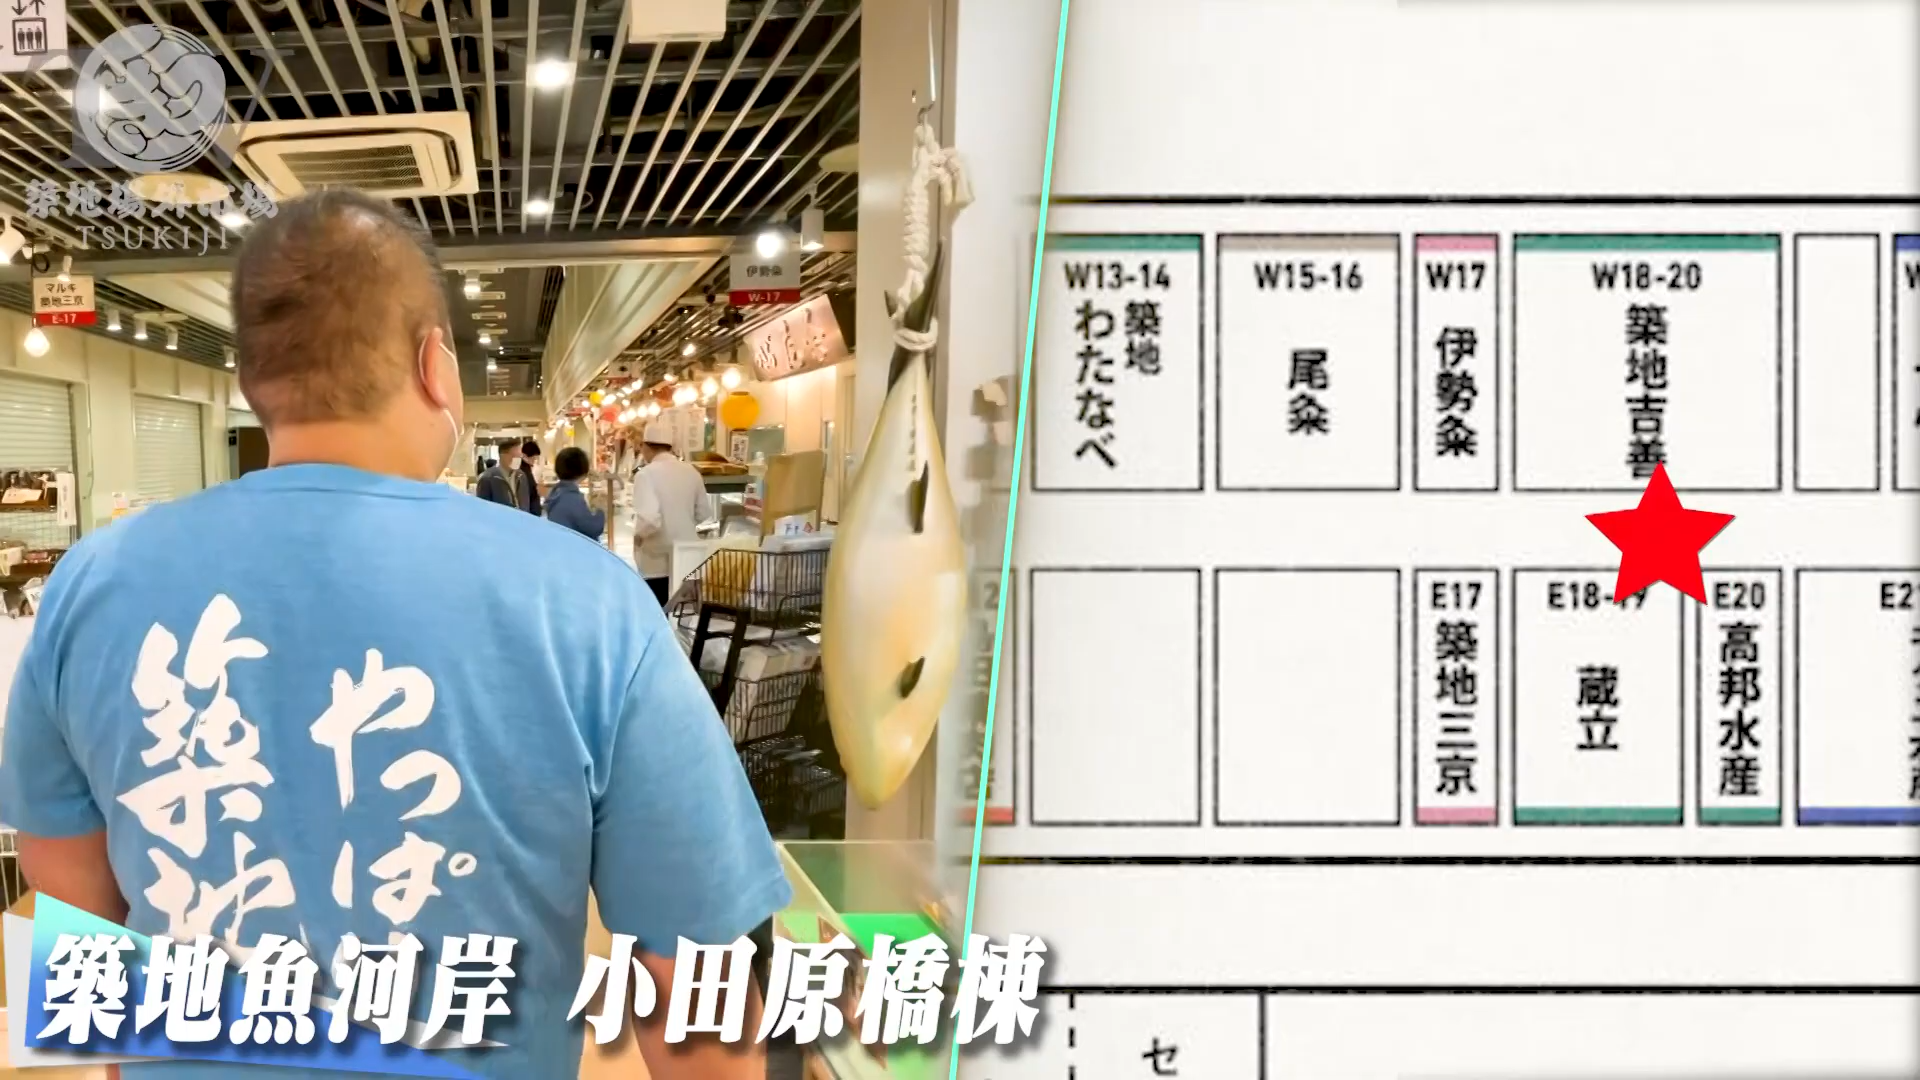 築地場外市場
TSUKIJI
マルキ
築地三京
E-17
伊勢粂
W-17
やっぱ
築地
築地魚河岸 小田原橋棟
W13-14
築地
わたなべ
W15-16
尾粂
W17
伊勢粂
W18-20
築地吉善
E17
築地三京
E18-19
蔵立
E20
高邦水産
セ